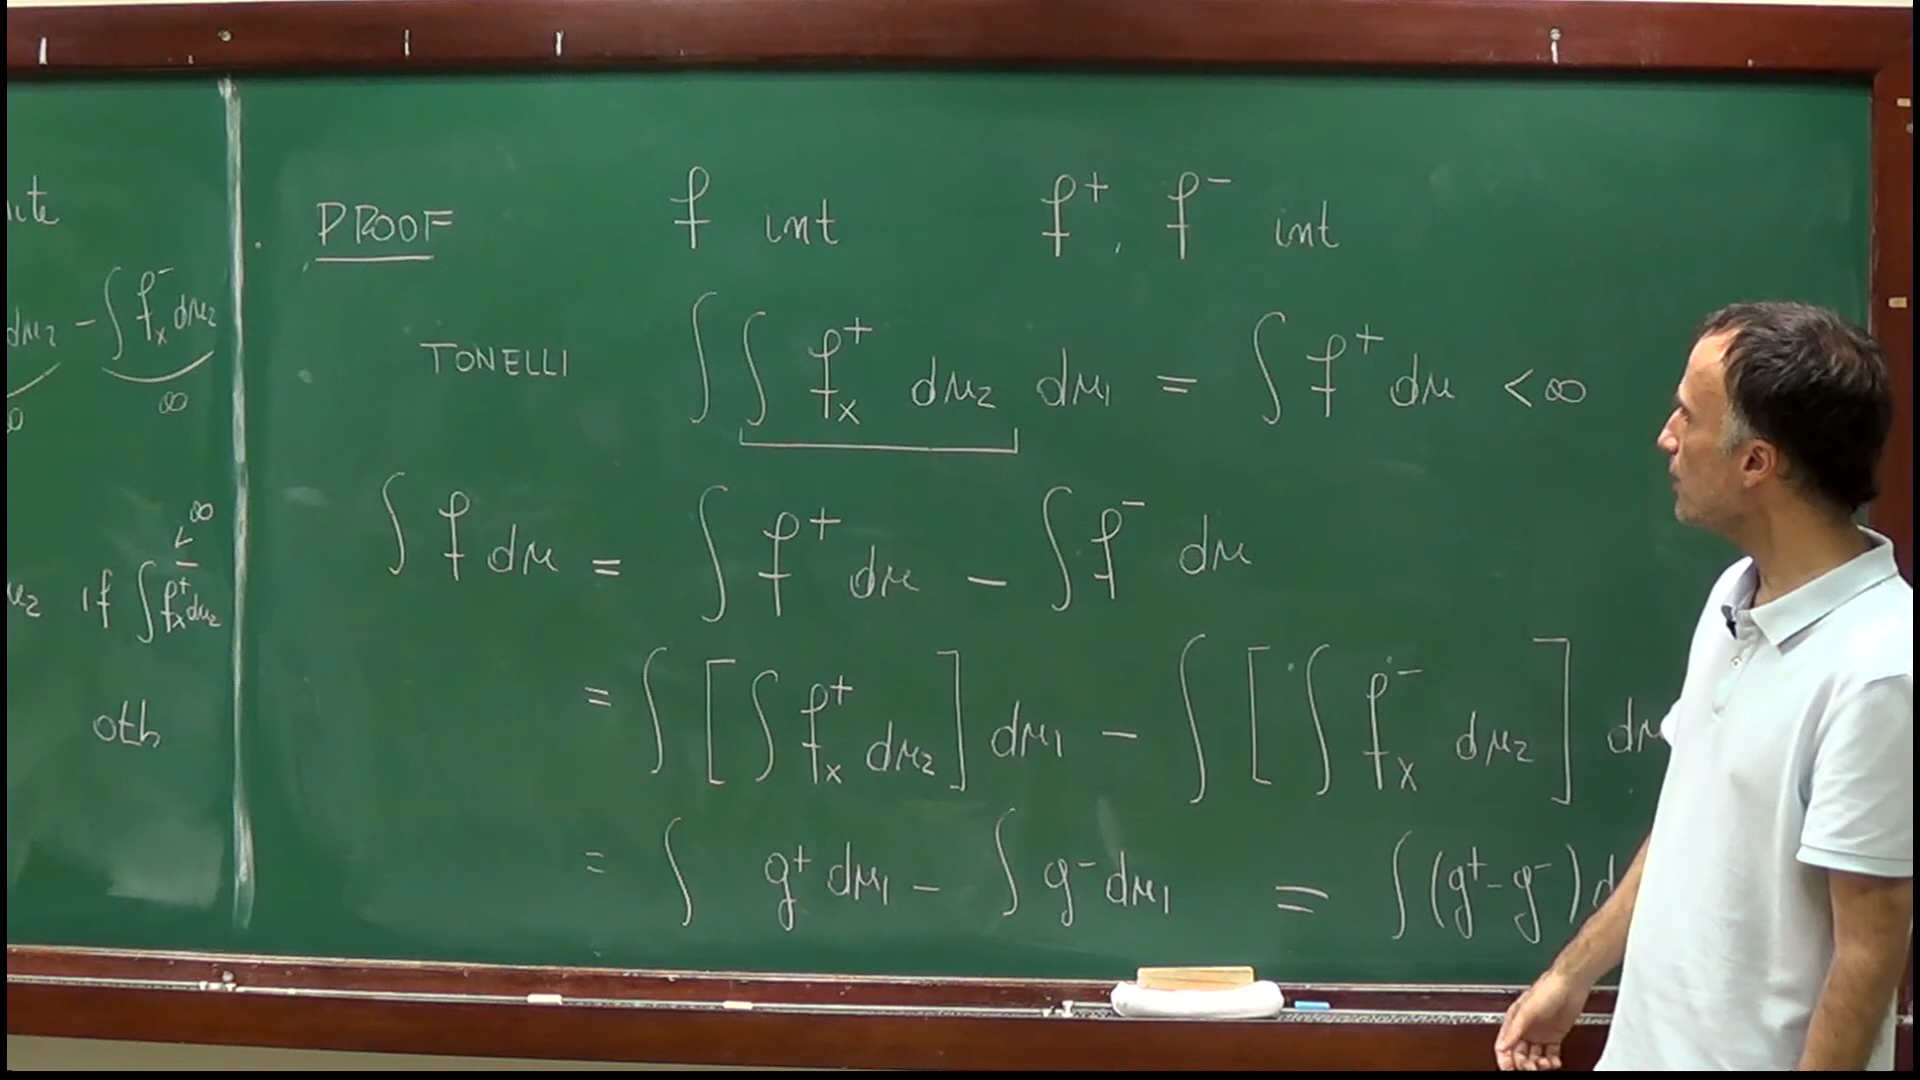 ite
dμ₂ - ∫ f⁻ₓ dμ₂
∞
∞
μ₂ if ∫ f⁺ₓ dμ₂
oth
PROOF f int f⁺, f⁻ int
TONELLI ∫∫ f⁺ₓ dμ₂ dμ₁ = ∫ f⁺ dμ < ∞
∫ f dμ = ∫ f⁺ dμ - ∫ f⁻ dμ
= ∫ [∫ f⁺ₓ dμ₂] dμ₁ - ∫ [∫ f⁻ₓ dμ₂] dμ
= ∫ g⁺ dμ₁ - ∫ g⁻ dμ₁ = ∫ (g⁺ - g⁻) d